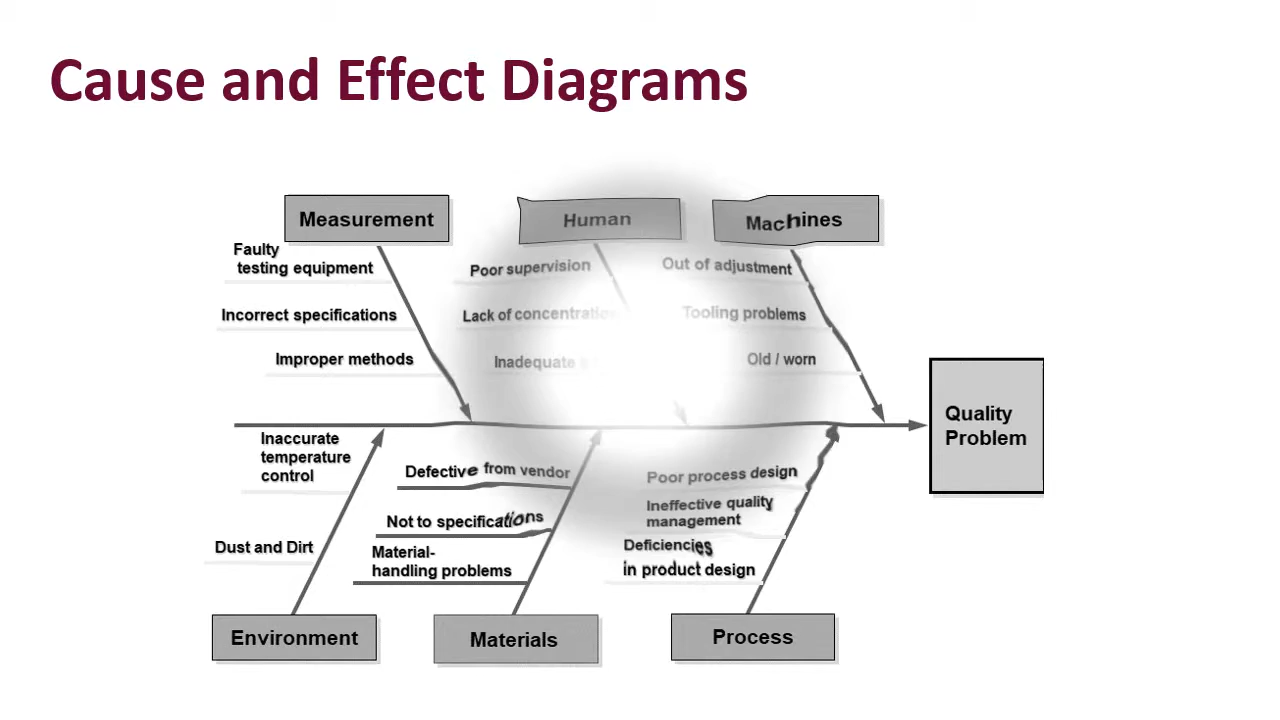 Cause and Effect Diagrams
Measurement
Human
Machines
Faulty
testing equipment
Incorrect specifications
Improper methods
Poor supervision
Lack of
Inadequate
Out of adjustment
Tooling problems
Old / worn
Quality
Problem
Inaccurate
temperature
control
Dust and Dirt
Defective from vendor
Not to specifications
Material-
handling problems
Poor process design
Ineffective quality
management
Deficiencies
in product design
Environment
Materials
Process